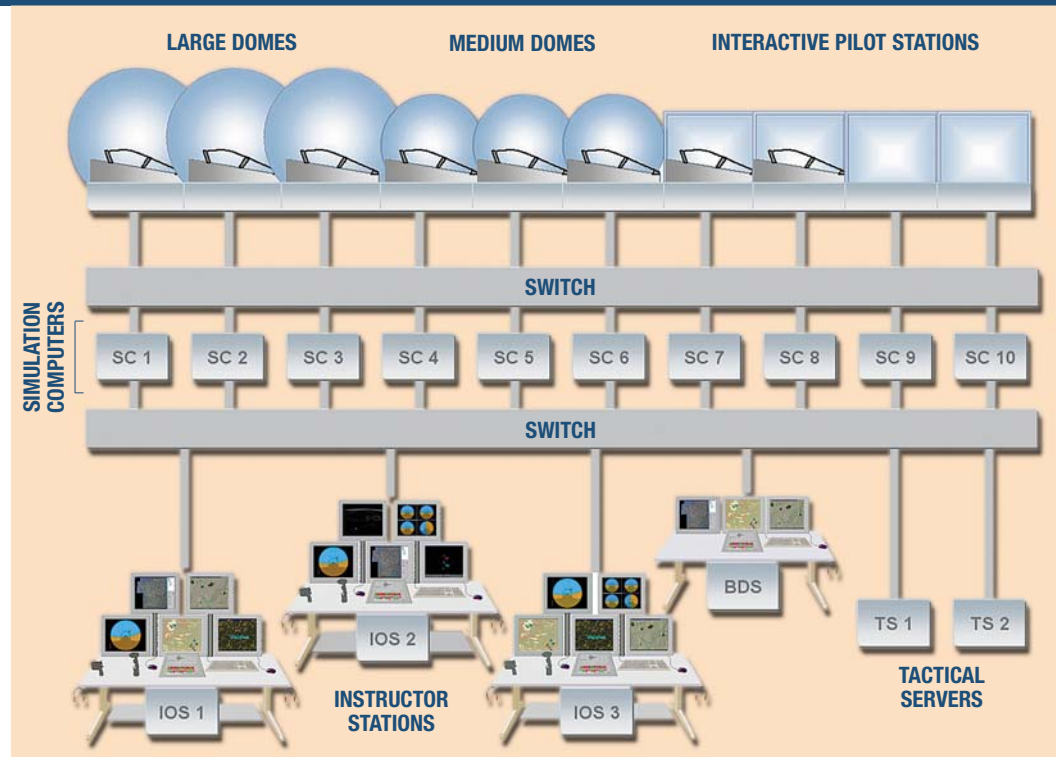 LARGE DOMES
MEDIUM DOMES
INTERACTIVE PILOT STATIONS
SWITCH
SIMULATION
COMPUTERS
SC 1
SC 2
SC 3
SC 4
SC 5
SC 6
SC 7
SC 8
SC 9
SC 10
SWITCH
BDS
IOS 2
TS 1
TS 2
IOS 1
INSTRUCTOR
STATIONS
IOS 3
TACTICAL
SERVERS